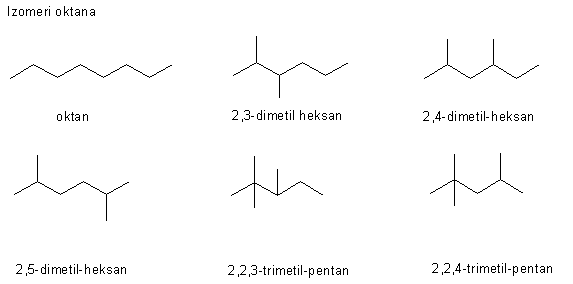 Izomeri oktana
oktan
2,3-dimetil heksan
2,4-dimetil-heksan
2,5-dimetil-heksan
2,2,3-trimetil-pentan
2,2,4-trimetil-pentan